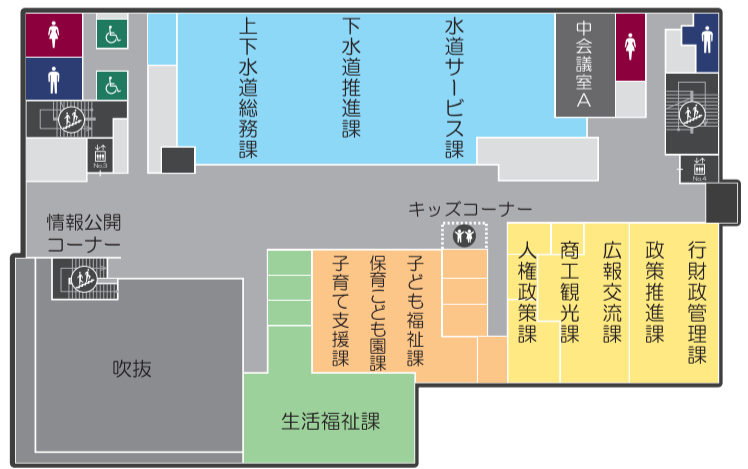 上下水道総務課
下水道推進課
水道サービス課
中会議室A
No.3
No.4
キッズコーナー
情報公開
コーナー
吹抜
生活福祉課
子育て支援課
保育こども園課
子ども福祉課
人権政策課
商工観光課
広報交流課
政策推進課
行財政管理課